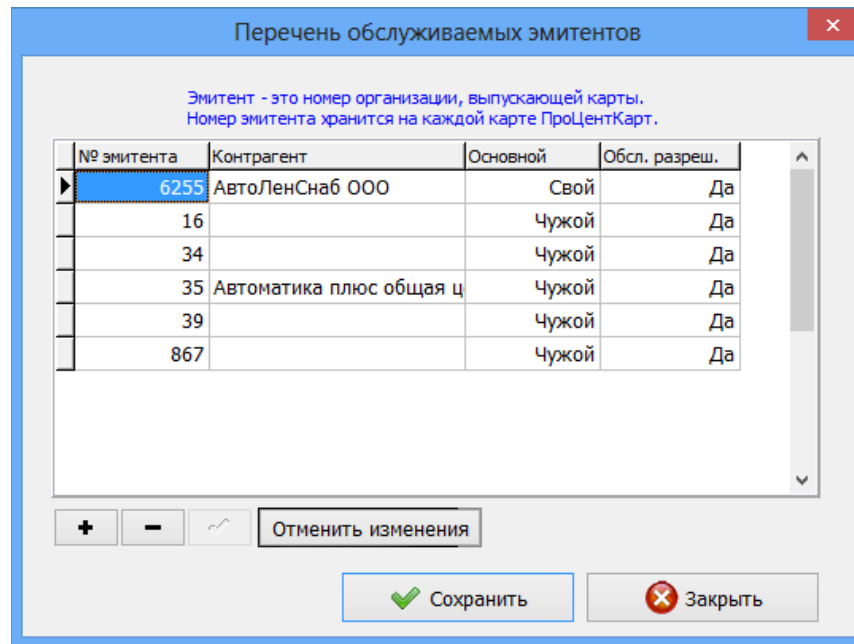 Перечень обслуживаемых эмитентов
Эмитент - это номер организации, выпускающей карты.
Номер эмитента хранится на каждой карте ПроЦентКарт.
№ эмитента Контрагент Основной Обсл. разреш.
6255 АвтоЛенСнаб ООО Свой Да
16 Чужой Да
34 Чужой Да
35 Автоматика плюс общая ц Чужой Да
39 Чужой Да
867 Чужой Да
Отменить изменения
Сохранить Закрыть